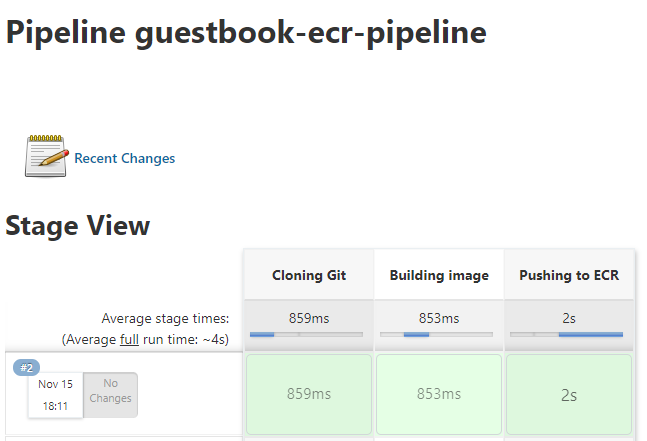 Pipeline guestbook-ecr-pipeline
Recent Changes
Stage View
Cloning Git Building image Pushing to ECR
Average stage times: 859ms 853ms 2s
(Average full run time: ~4s)
#2
Nov 15 No
18:11 Changes
859ms 853ms 2s